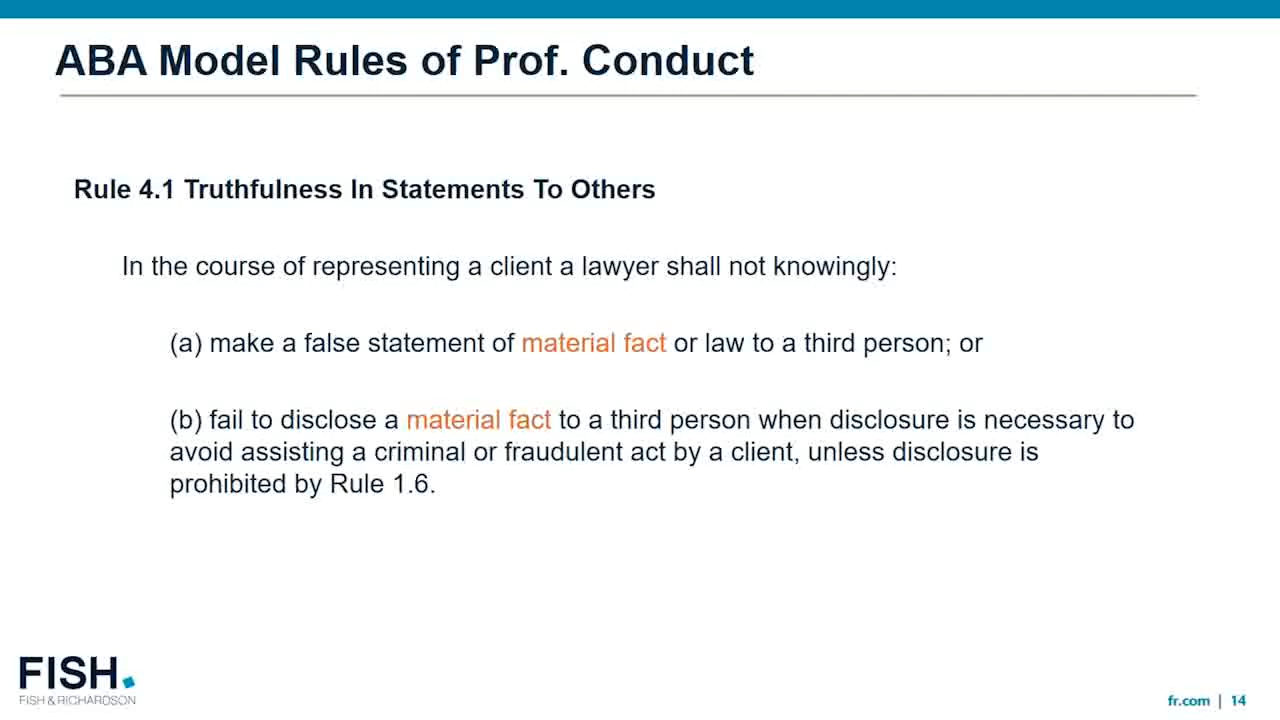 ABA Model Rules of Prof. Conduct
Rule 4.1 Truthfulness In Statements To Others
In the course of representing a client a lawyer shall not knowingly:
(a) make a false statement of material fact or law to a third person; or
(b) fail to disclose a material fact to a third person when disclosure is necessary to
avoid assisting a criminal or fraudulent act by a client, unless disclosure is
prohibited by Rule 1.6.
FISH.
FISH & RICHARDSON
fr.com | 14